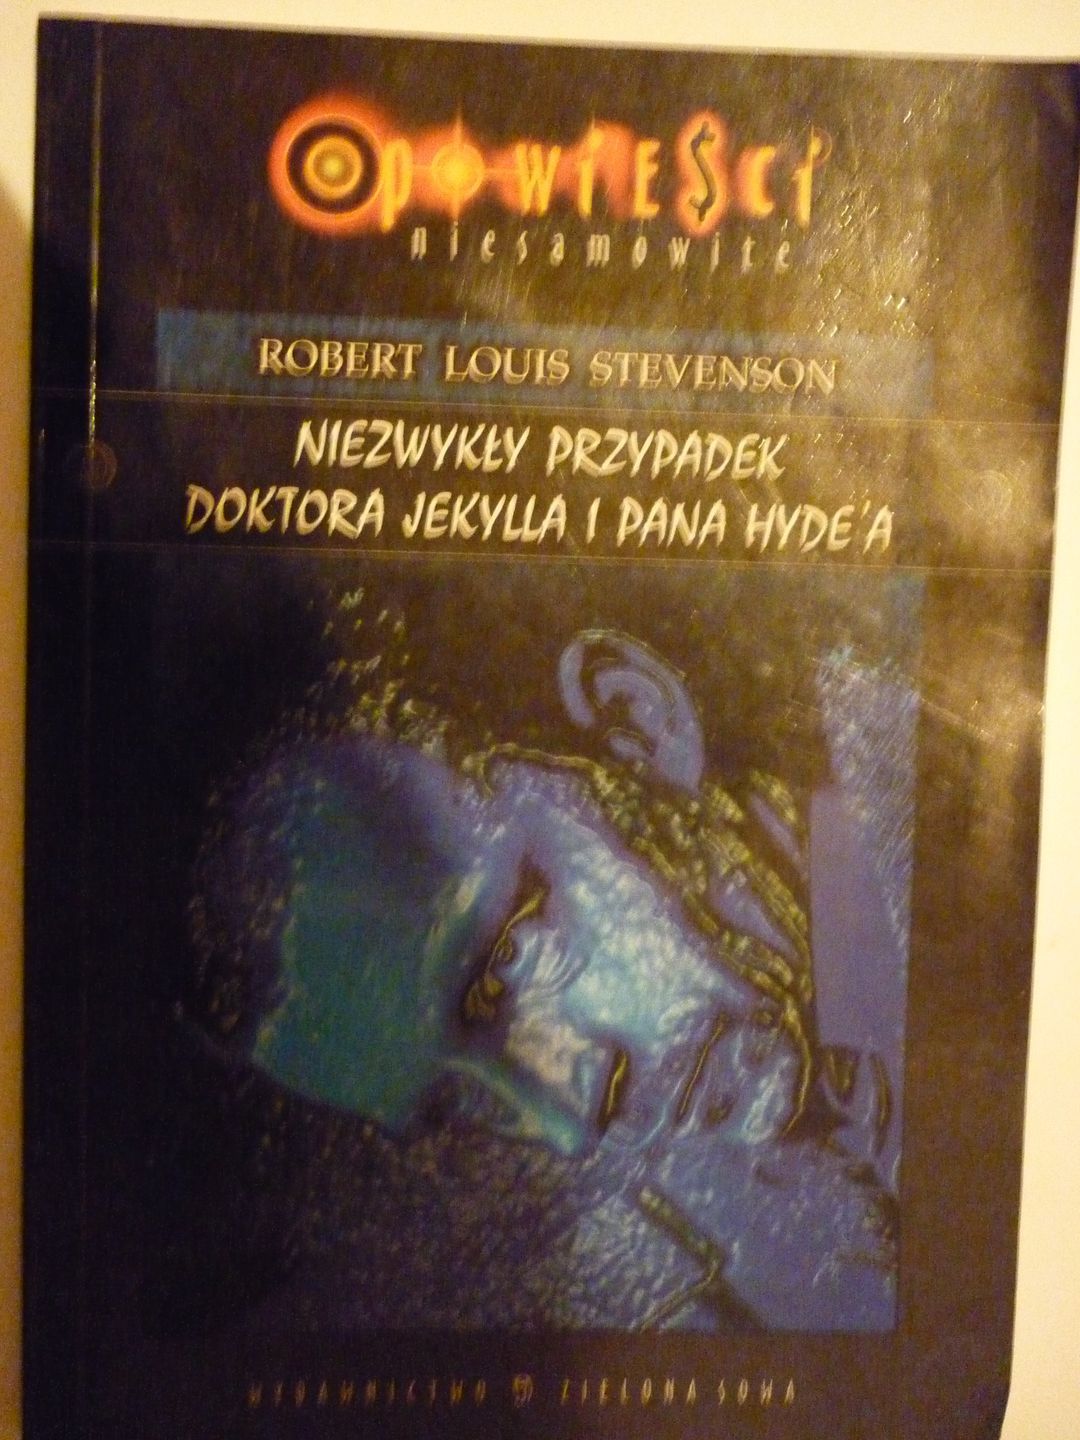 OpowieŚci
niesamowite
ROBERT LOUIS STEVENSON
NIEZWYKŁY PRZYPADEK
DOKTORA JEKYLLA I PANA HYDE'A
WYDAWNICTWO ZIELONA SOWA